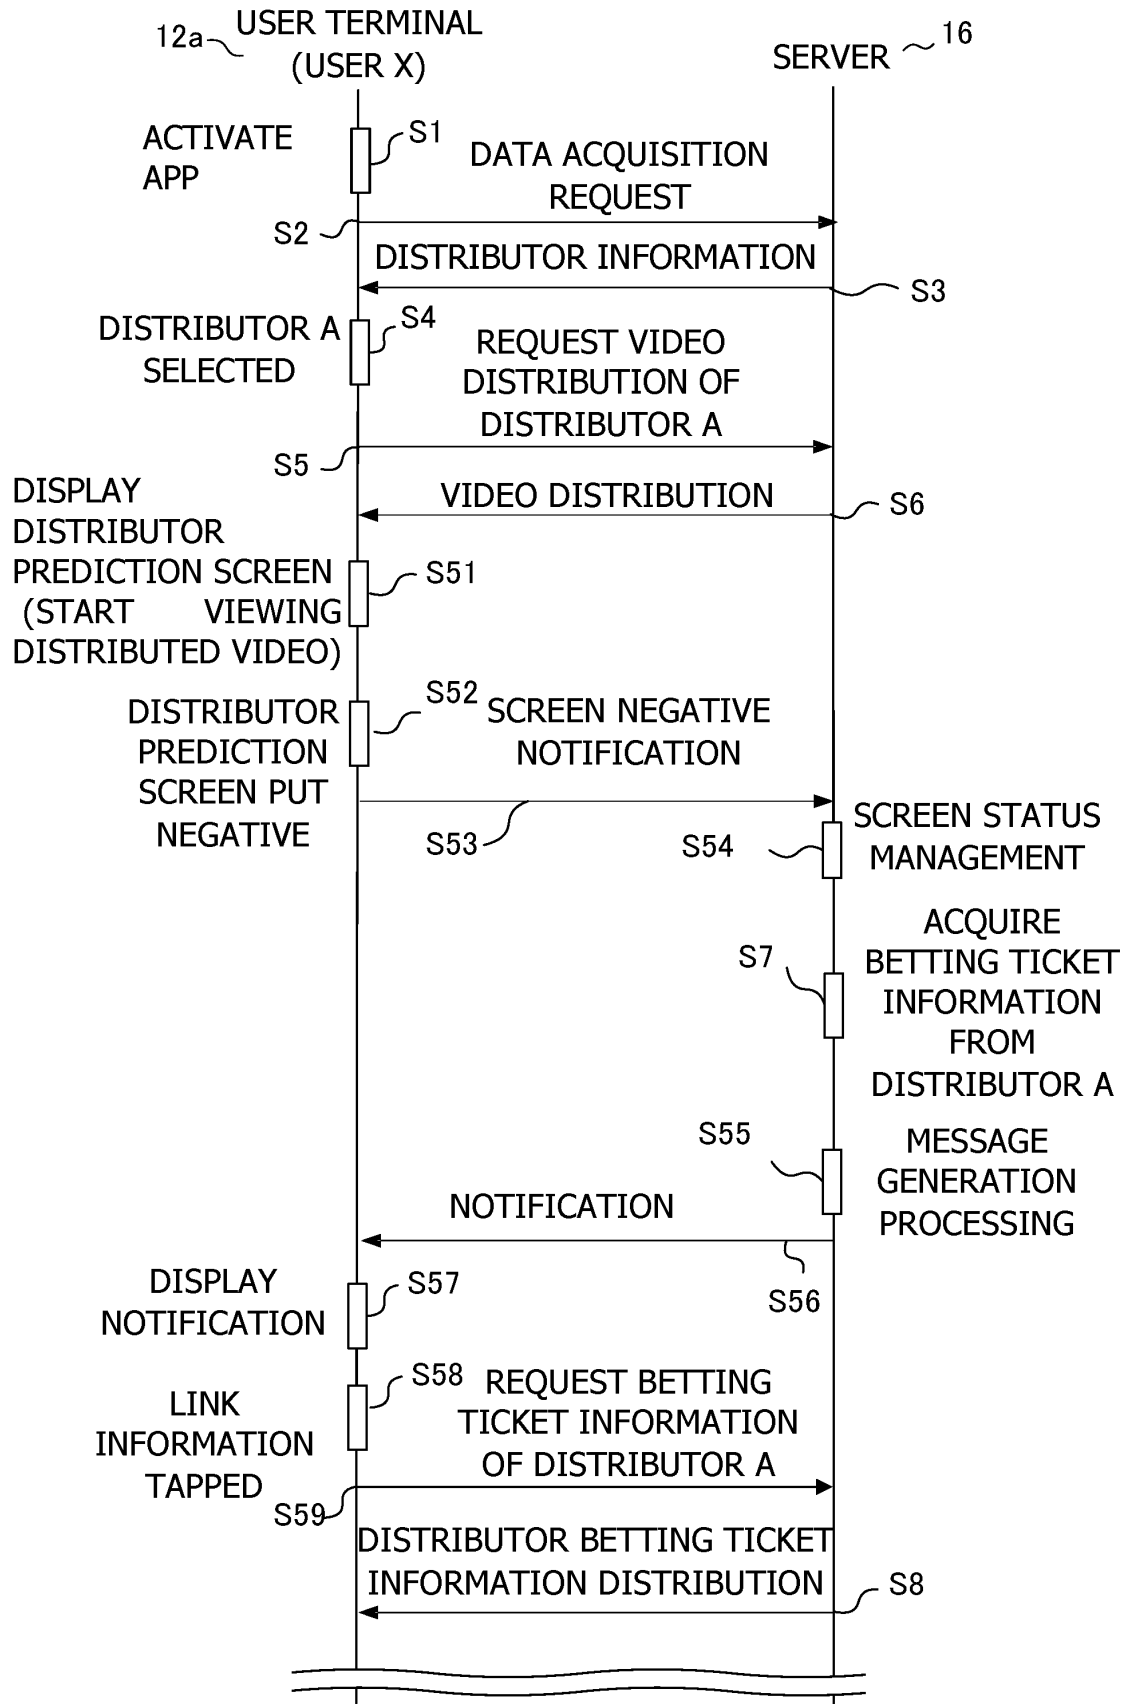 12a
USER TERMINAL
(USER X)
SERVER
16
ACTIVATE
APP
S1
DATA ACQUISITION
REQUEST
S2
DISTRIBUTOR INFORMATION
S3
DISTRIBUTOR A
SELECTED
S4
REQUEST VIDEO
DISTRIBUTION OF
DISTRIBUTOR A
S5
VIDEO DISTRIBUTION
S6
DISPLAY
DISTRIBUTOR
PREDICTION SCREEN
(START VIEWING
DISTRIBUTED VIDEO)
S51
DISTRIBUTOR
PREDICTION
SCREEN PUT
NEGATIVE
S52
SCREEN NEGATIVE
NOTIFICATION
S53
S54
SCREEN STATUS
MANAGEMENT
S7
ACQUIRE
BETTING TICKET
INFORMATION
FROM
DISTRIBUTOR A
S55
MESSAGE
GENERATION
PROCESSING
NOTIFICATION
S56
DISPLAY
NOTIFICATION
S57
LINK
INFORMATION
TAPPED
S58
REQUEST BETTING
TICKET INFORMATION
OF DISTRIBUTOR A
S59
DISTRIBUTOR BETTING TICKET
INFORMATION DISTRIBUTION
S8